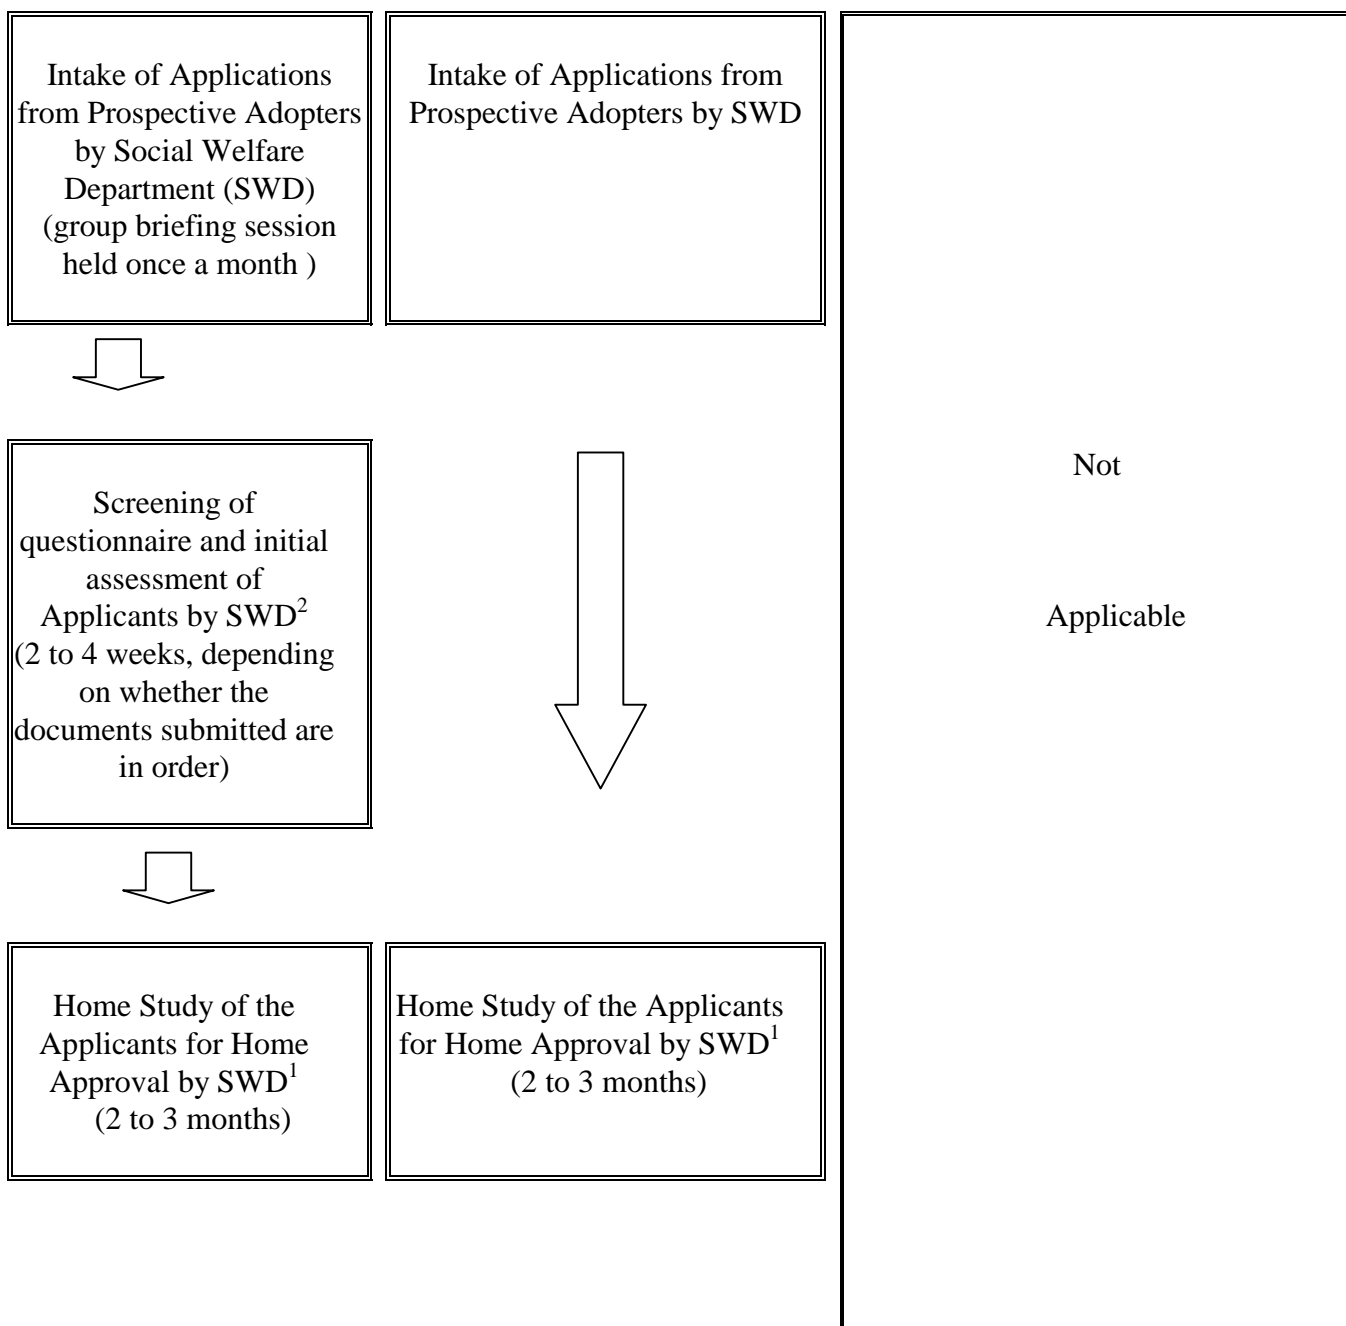 Intake of Applications
from Prospective Adopters
by Social Welfare
Department (SWD)
(group briefing session
held once a month )
Intake of Applications from
Prospective Adopters by SWD
Screening of
questionnaire and initial
assessment of
Applicants by SWD2
(2 to 4 weeks, depending
on whether the
documents submitted are
in order)
Not
Applicable
Home Study of the
Applicants for Home
Approval by SWD1
(2 to 3 months)
Home Study of the Applicants
for Home Approval by SWD1
(2 to 3 months)